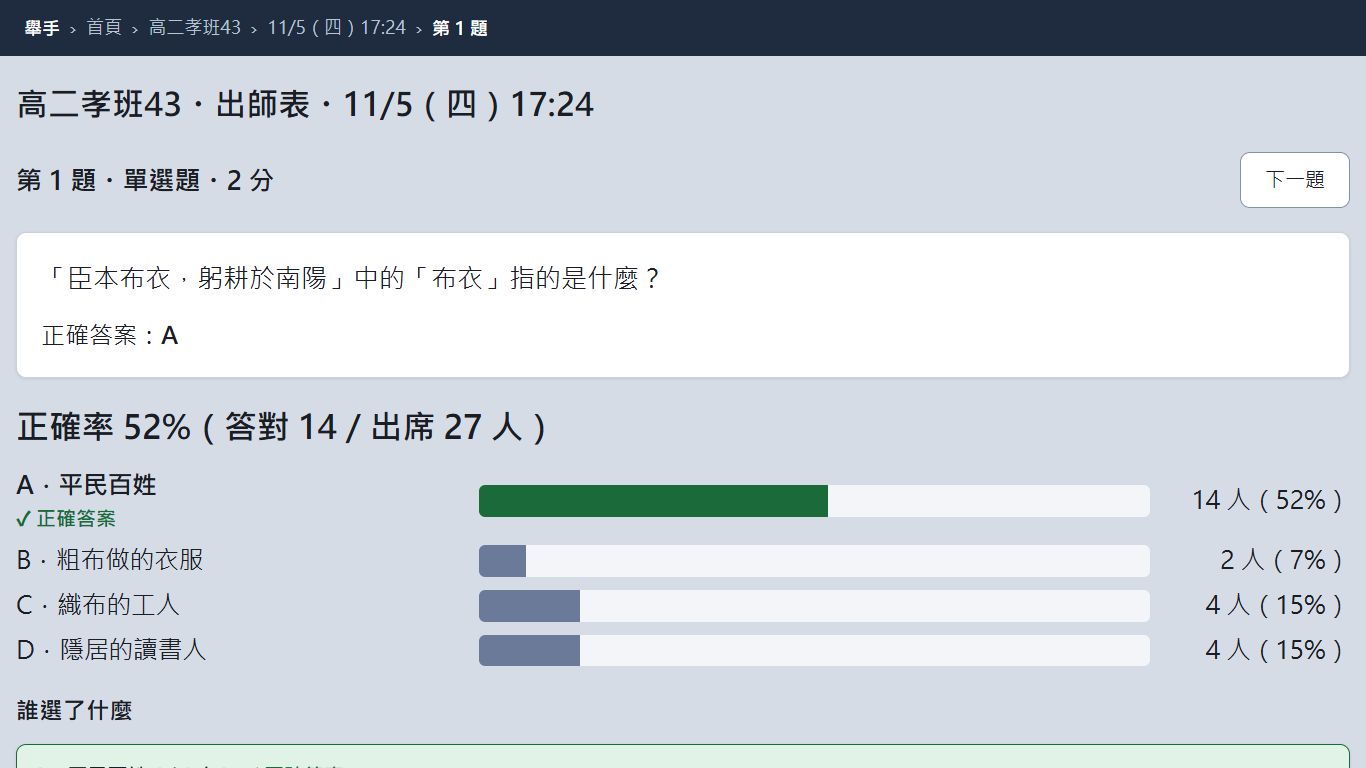 舉手 › 首頁 › 高二孝班43 › 11/5（四）17:24 › 第 1 題
高二孝班43．出師表．11/5（四）17:24
第 1 題．單選題．2 分
下一題
「臣本布衣，躬耕於南陽」中的「布衣」指的是什麼？
正確答案：A
正確率 52%（答對 14 / 出席 27 人）
A．平民百姓
✓ 正確答案
14 人（52%）
B．粗布做的衣服
2 人（7%）
C．織布的工人
4 人（15%）
D．隱居的讀書人
4 人（15%）
誰選了什麼